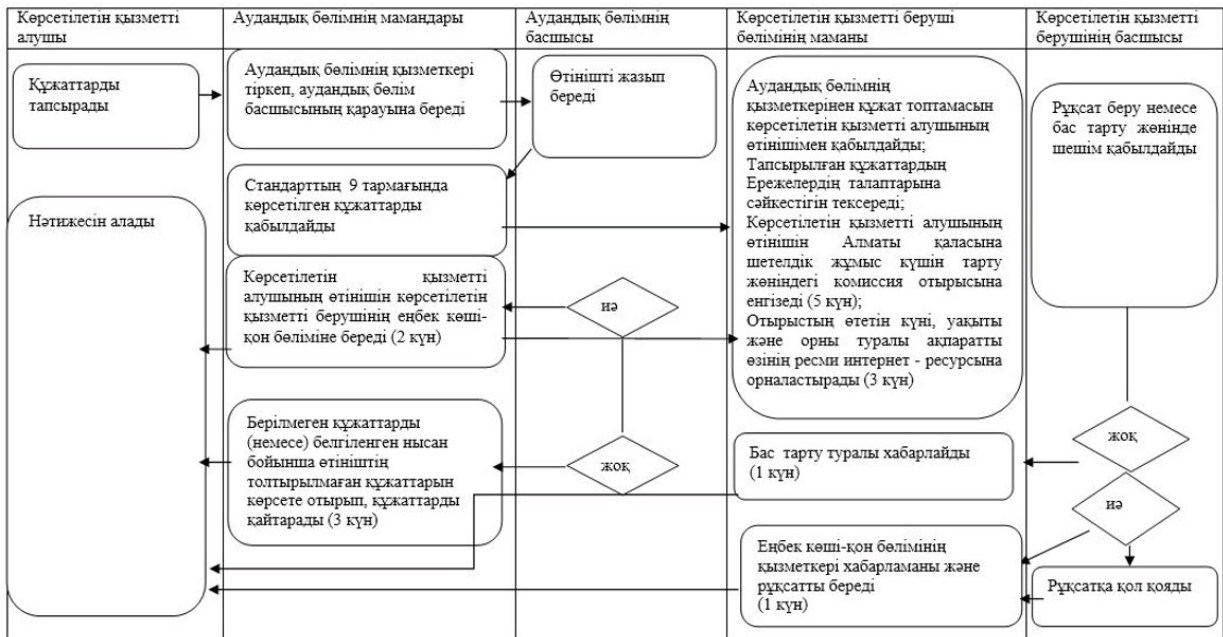 Көрсетілетін қызметті
алушы
Аудандық бөлімнің мамандары
Аудандық бөлімнің
басшысы
Көрсетілетін қызметті беруші
бөлімінің маманы
Көрсетілетін қызметті
берушінің басшысы
Құжаттарды
тапсырады
Аудандық бөлімнің қызметкері
тіркеп, аудандық бөлім
басшысының қарауына береді
Өтінішті жазып
береді
Аудандық бөлімнің
қызметкерінен құжат топтамасын
көрсетілетін қызметті алушының
өтінішімен қабылдайды;
Тапсырылған құжаттардың
Ережелердің талаптарына
сәйкестігін тексереді;
Көрсетілетін қызметті алушының
өтінішін Алматы қаласына
шетелдік жұмыс күшін тарту
жөніндегі комиссия отырысына
енгізеді (5 күн);
Отырыстың өтетін күні, уақыты
және орны туралы ақпаратты
өзінің ресми интернет - ресурсына
орналастырады (3 күн)
Рұқсат беру немесе
бас тарту жөнінде
шешім қабылдайды
Стандарттың 9 тармағында
көрсетілген құжаттарды
қабылдайды
Нәтижесін алады
Көрсетілетін қызметті
алушының өтінішін көрсетілетін
қызметті берушінің еңбек көші-
қон бөліміне береді (2 күн)
иә
Берілмеген құжаттарды
(немесе) белгіленген нысан
бойынша өтініштің
толтырылмаған құжаттарын
көрсете отырып, құжаттарды
қайтарады (3 күн)
жоқ
Бас тарту туралы хабарлайды
(1 күн)
жоқ
иә
Еңбек көші-қон бөлімінің
қызметкері хабарламаны және
рұқсатты береді
(1 күн)
Рұқсатқа қол қояды